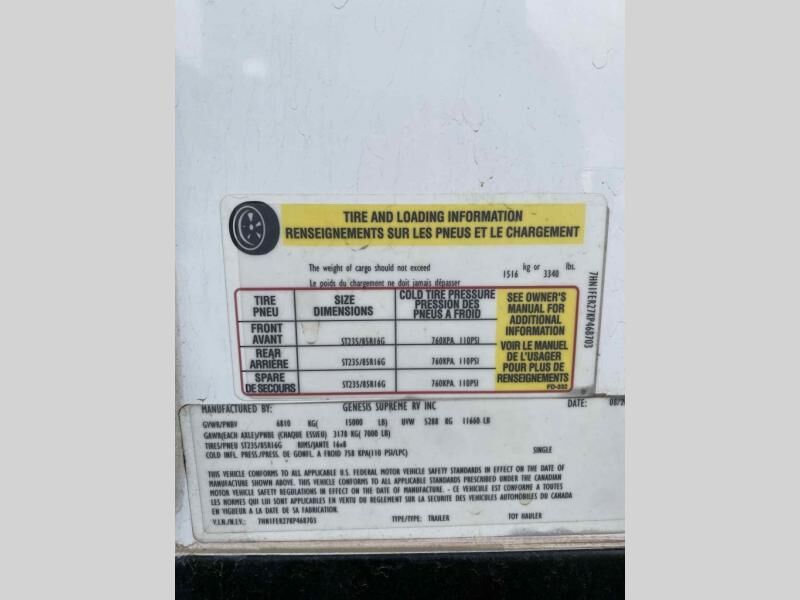 TIRE AND LOADING INFORMATION
RENSEIGNEMENTS SUR LES PNEUS ET LE CHARGEMENT
The weight of cargo should not exceed
Le poids du chargement ne doit jamais dépasser
1516 kg or 3340 lbs.
7HN1FER27KP468703
TIRE PNEU SIZE DIMENSIONS COLD TIRE PRESSURE PRESSION DES PNEUS A FROID
FRONT AVANT ST235/85R16G 760KPA. 110PSI
REAR ARRIÈRE ST235/85R16G 760KPA. 110PSI
SPARE DE SECOURS ST235/85R16G 760KPA. 110PSI
SEE OWNER'S
MANUAL FOR
ADDITIONAL
INFORMATION
VOIR LE MANUEL
DE L'USAGER
POUR PLUS DE
RENSEIGNEMENTS
MANUFACTURED BY: GENESIS SUPREME RV INC DATE: 08/2
GVWR/PNBV 6810 KG( 15000 LB) UVW 5288 KG 11660 LB
GAWR(EACH AXLE)/PNBE (CHAQUE ESSIEU) 3178 KG( 7000 LB)
TIRES/PNEU ST235/85R16G RIMS/JANTE 16x8 SINGLE
COLD INFL. PRESS./PRESS. DE GONFL. A FROID 758 KPA(110 PSI/LPC)
THIS VEHICLE CONFORMS TO ALL APPLICABLE U.S. FEDERAL MOTOR VEHICLE SAFETY STANDARDS IN EFFECT ON THE DATE OF
MANUFACTURE SHOWN ABOVE. THIS VEHICLE CONFORMS TO ALL APPLICABLE STANDARDS PRESCRIBED UNDER THE CANADIAN
MOTOR VEHICLE SAFETY REGULATIONS IN EFFECT ON THE DATE OF MANUFACTURE. - CE VEHICULE EST CONFORME A TOUTES
LES NORMES QUI LUI SONT APPLICABLES EN VERTU DU REGLEMENT SUR LA SECURITE DES VEHICULES AUTOMOBILES DU CANADA
EN VIGUEUR A LA DATE DE SA FABRICATION.
V.I.N./N.I.V.: 7HN1FER27KP468703 TYPE/TYPE: TRAILER TOY HAULER